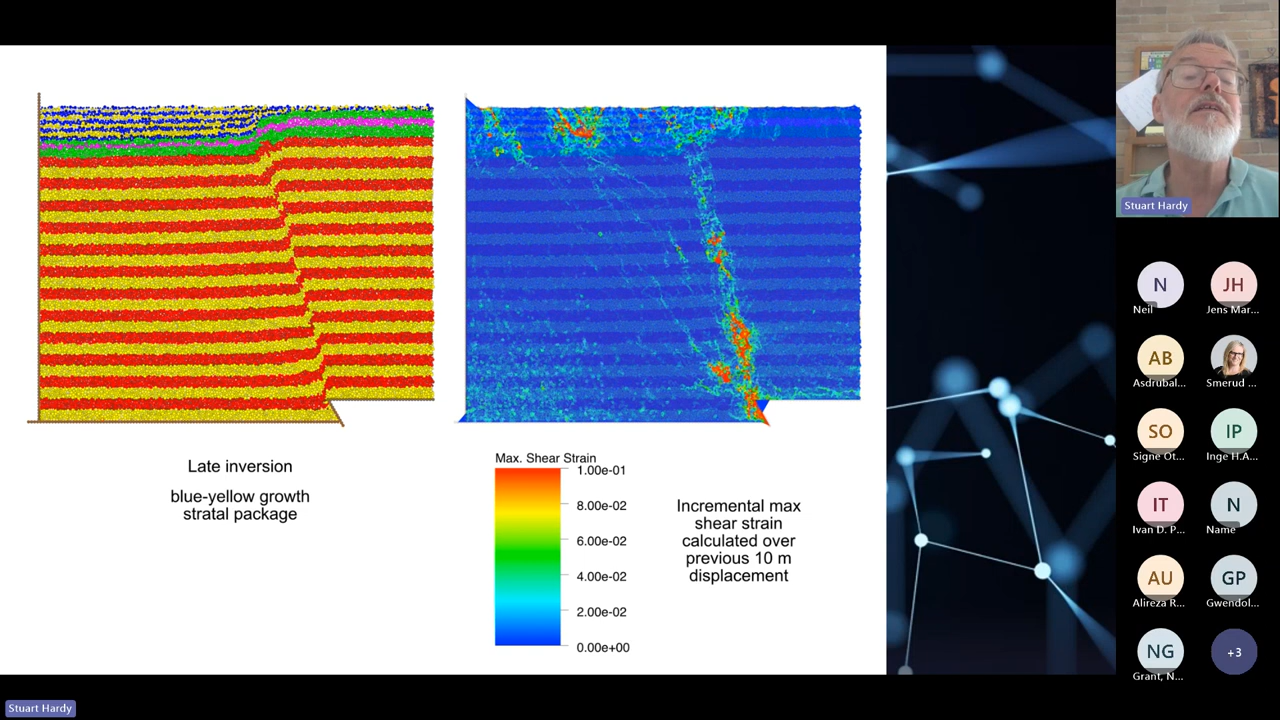 Late inversion
blue-yellow growth
stratal package
Max. Shear Strain
1.00e-01
8.00e-02
6.00e-02
4.00e-02
2.00e-02
0.00e+00
Incremental max
shear strain
calculated over
previous 10 m
displacement
Stuart Hardy
N
Neil
JH
Jens Mar...
AB
Asdrubal...
Smerud ...
SO
Signe Ot...
IP
Inge H.A...
IT
Ivan D. P...
N
Name
AU
Alireza R...
GP
Gwendol...
NG
Grant, N...
+3
Stuart Hardy